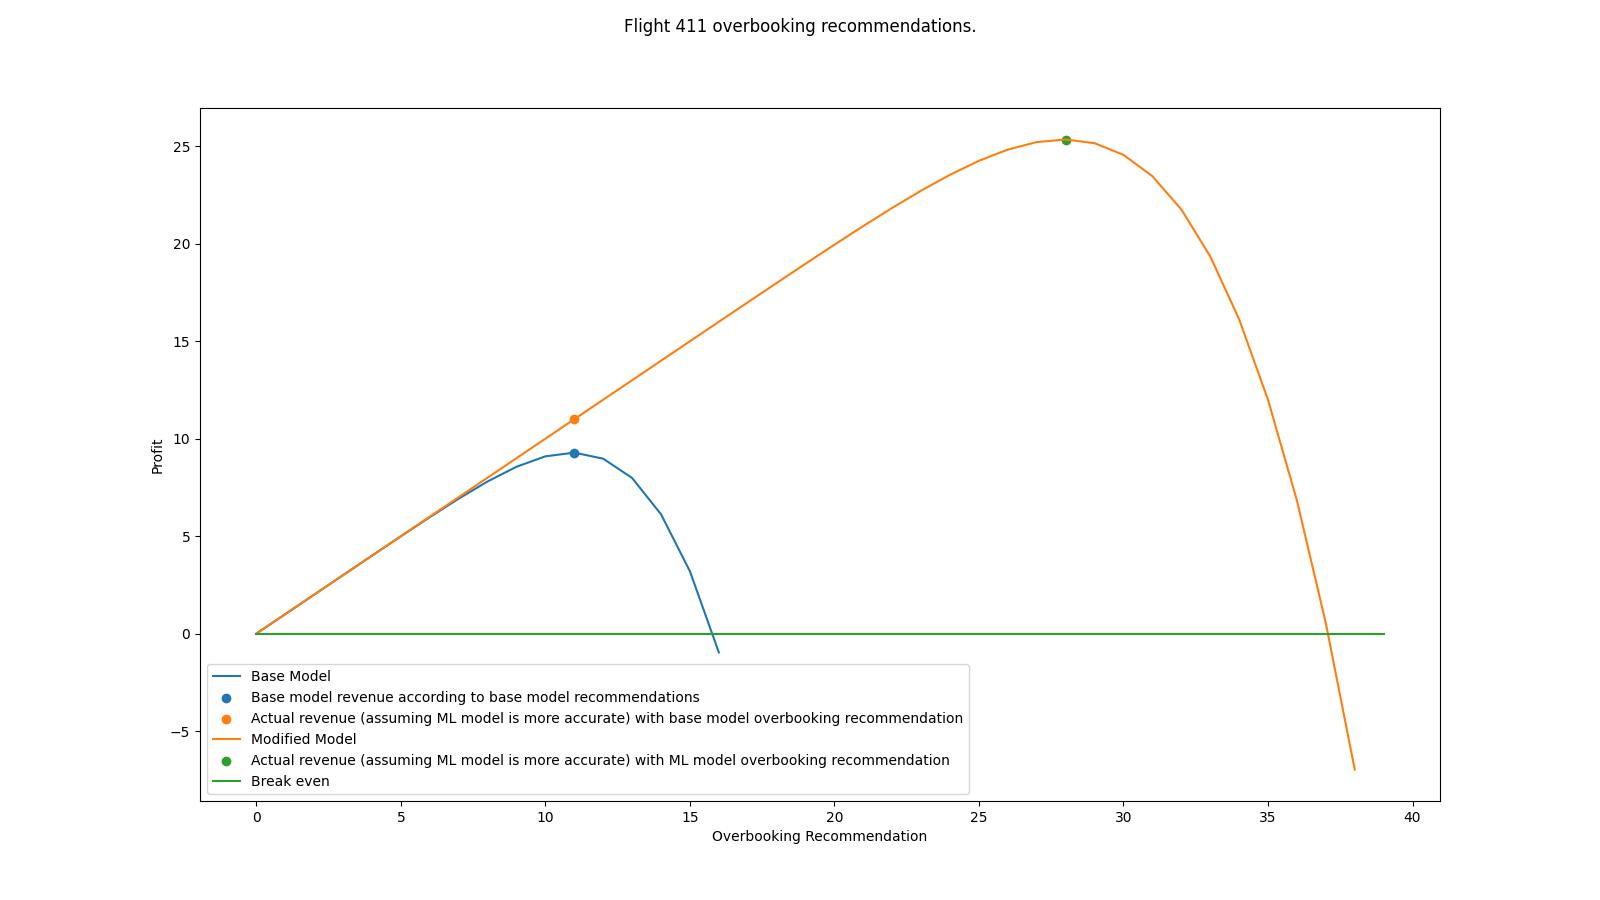 Flight 411 overbooking recommendations.
25
20
15
10
5
0
−5
Profit
Base Model
Base model revenue according to base model recommendations
Actual revenue (assuming ML model is more accurate) with base model overbooking recommendation
Modified Model
Actual revenue (assuming ML model is more accurate) with ML model overbooking recommendation
Break even
0 5 10 15 20 25 30 35 40
Overbooking Recommendation